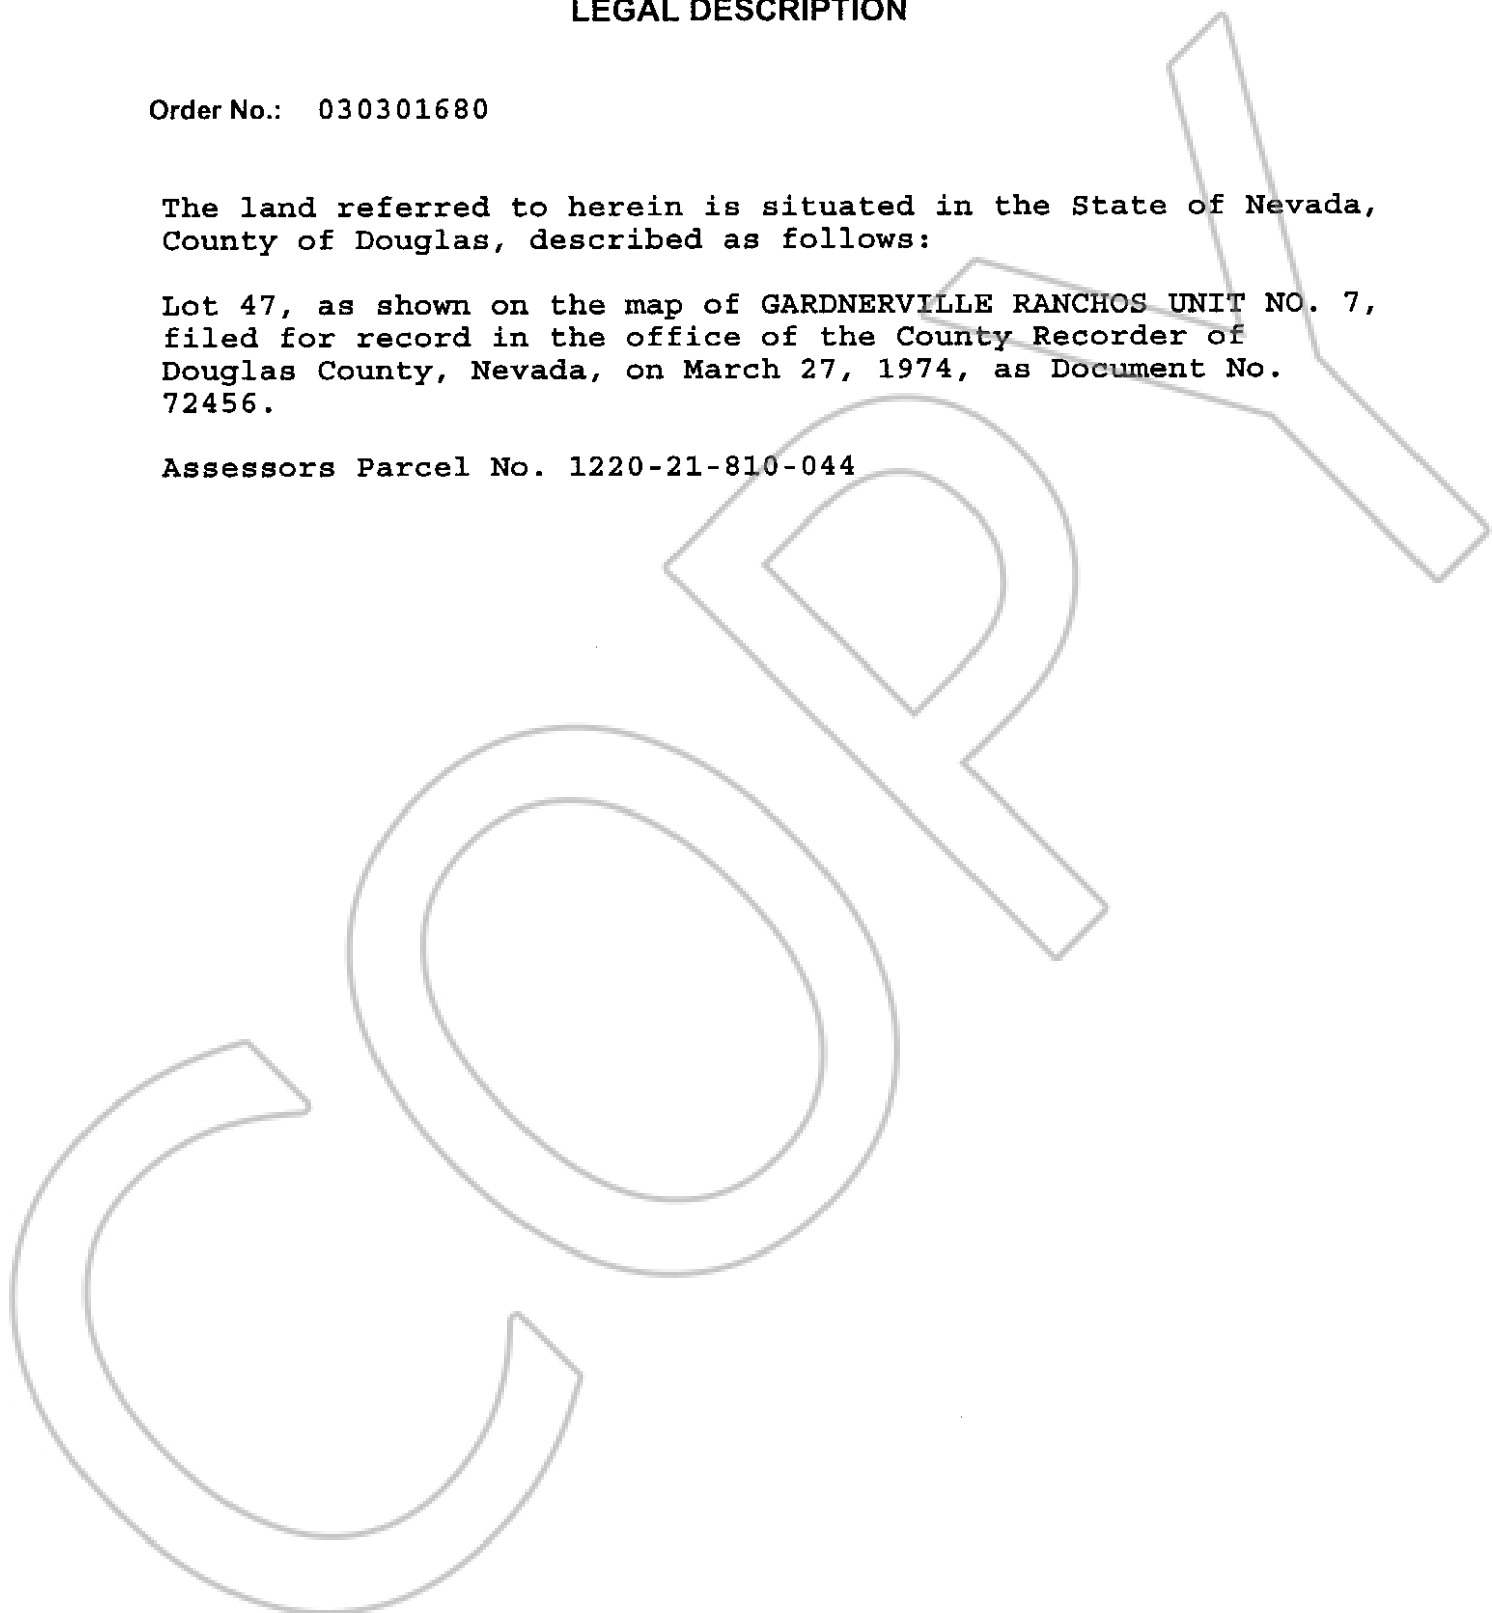 LEGAL DESCRIPTION
Order No.: 030301680
The land referred to herein is situated in the State of Nevada,
County of Douglas, described as follows:
Lot 47, as shown on the map of GARDNERVILLE RANCHOS UNIT NO. 7,
filed for record in the office of the County Recorder of
Douglas County, Nevada, on March 27, 1974, as Document No.
72456.
Assessors Parcel No. 1220-21-810-044
COPY